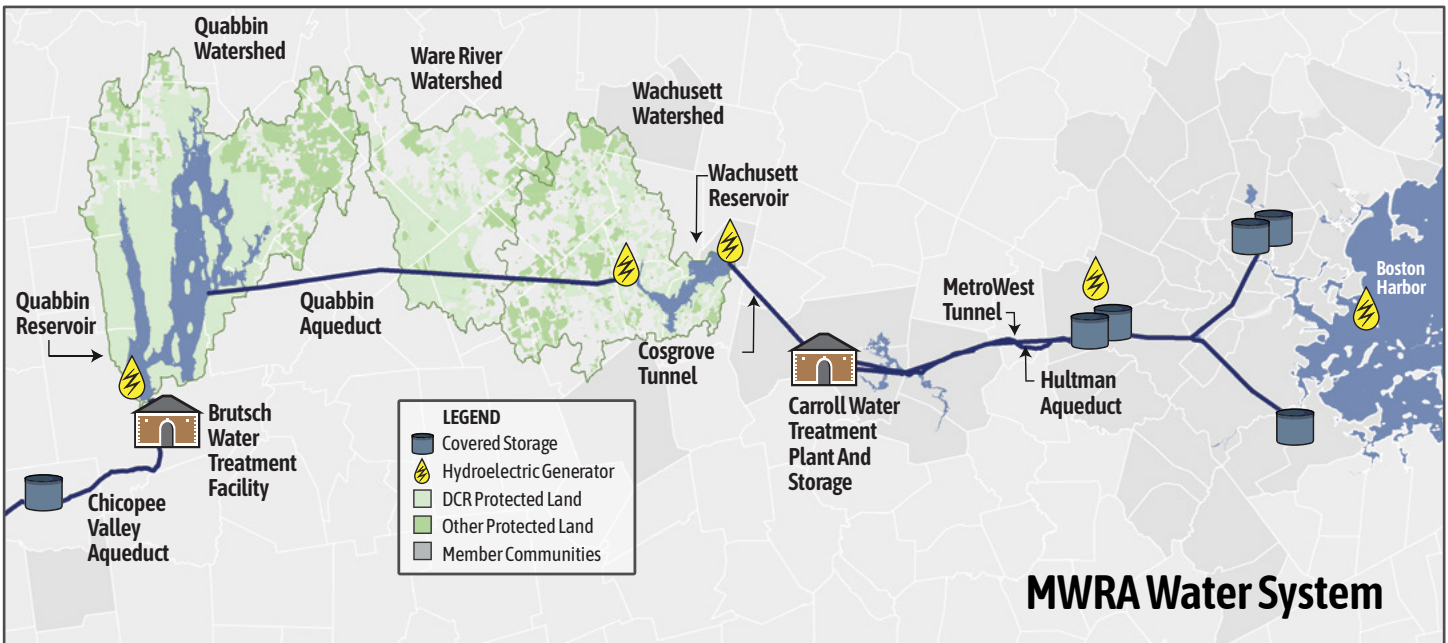 Quabbin
Watershed
Ware River
Watershed
Wachusett
Watershed
Wachusett
Reservoir
Quabbin
Reservoir
Quabbin
Aqueduct
Cosgrove
Tunnel
MetroWest
Tunnel
Boston
Harbor
Hultman
Aqueduct
Brutsch
Water
Treatment
Facility
Carroll Water
Treatment
Plant And
Storage
Chicopee
Valley
Aqueduct
LEGEND
Covered Storage
Hydroelectric Generator
DCR Protected Land
Other Protected Land
Member Communities
MWRA Water System